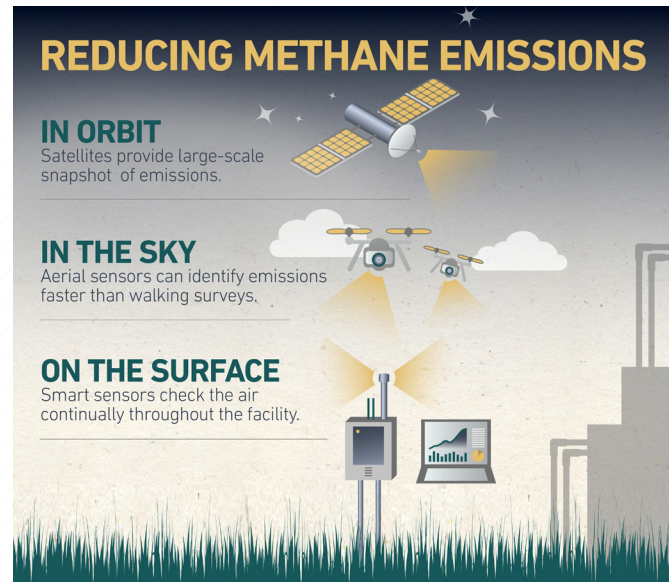 REDUCING METHANE EMISSIONS
IN ORBIT
Satellites provide large-scale
snapshot of emissions.
IN THE SKY
Aerial sensors can identify emissions
faster than walking surveys.
ON THE SURFACE
Smart sensors check the air
continually throughout the facility.